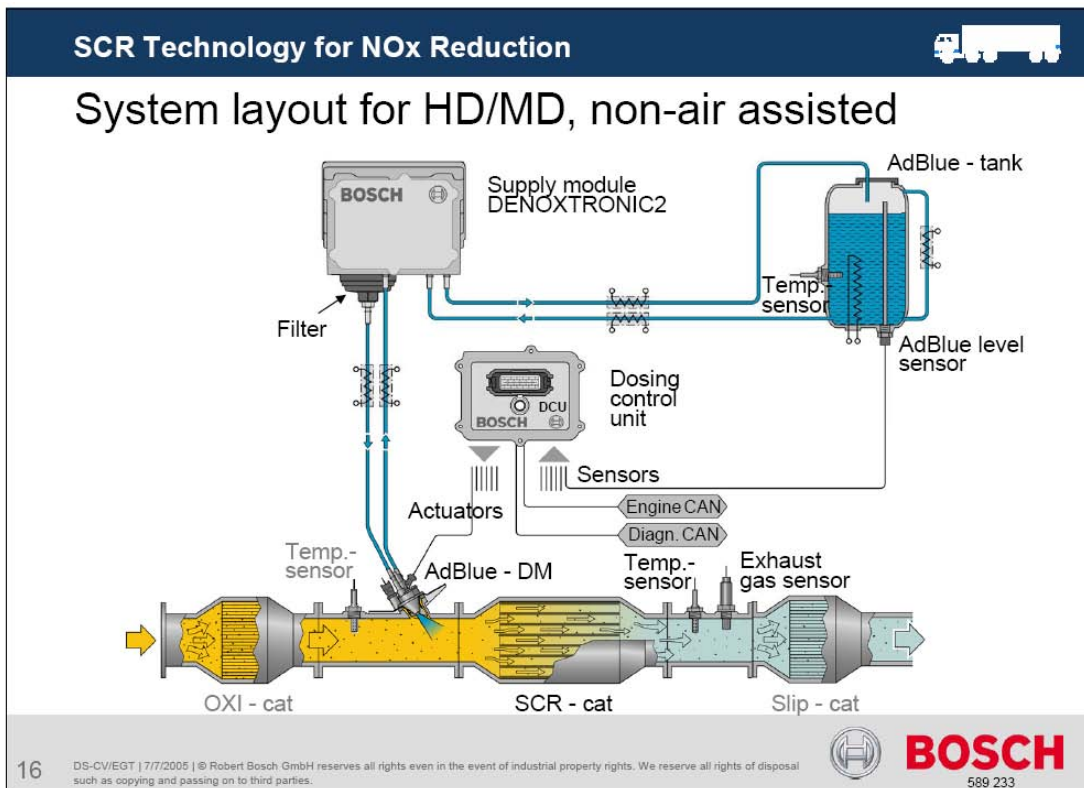 SCR Technology for NOx Reduction
System layout for HD/MD, non-air assisted
BOSCH
Supply module
DENOXTRONIC2
AdBlue - tank
Temp.-
sensor
Filter
AdBlue level
sensor
Dosing
control
unit
DCU
BOSCH
Sensors
Actuators
Engine CAN
Diagn. CAN
Temp.-
sensor
AdBlue - DM
Temp.-
sensor
Exhaust
gas sensor
OXI - cat
SCR - cat
Slip - cat
16
DS-CV/EGT | 7/7/2005 | © Robert Bosch GmbH reserves all rights even in the event of industrial property rights. We reserve all rights of disposal
such as copying and passing on to third parties.
BOSCH
589 233